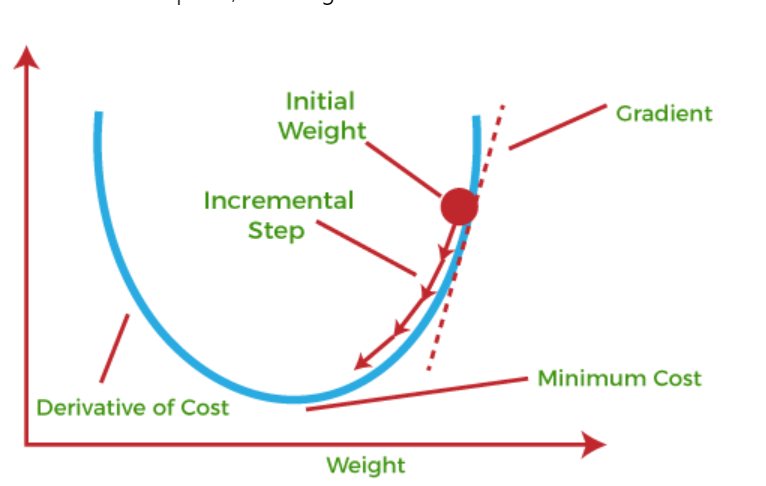 Initial
Weight
Gradient
Incremental
Step
Minimum Cost
Derivative of Cost
Weight